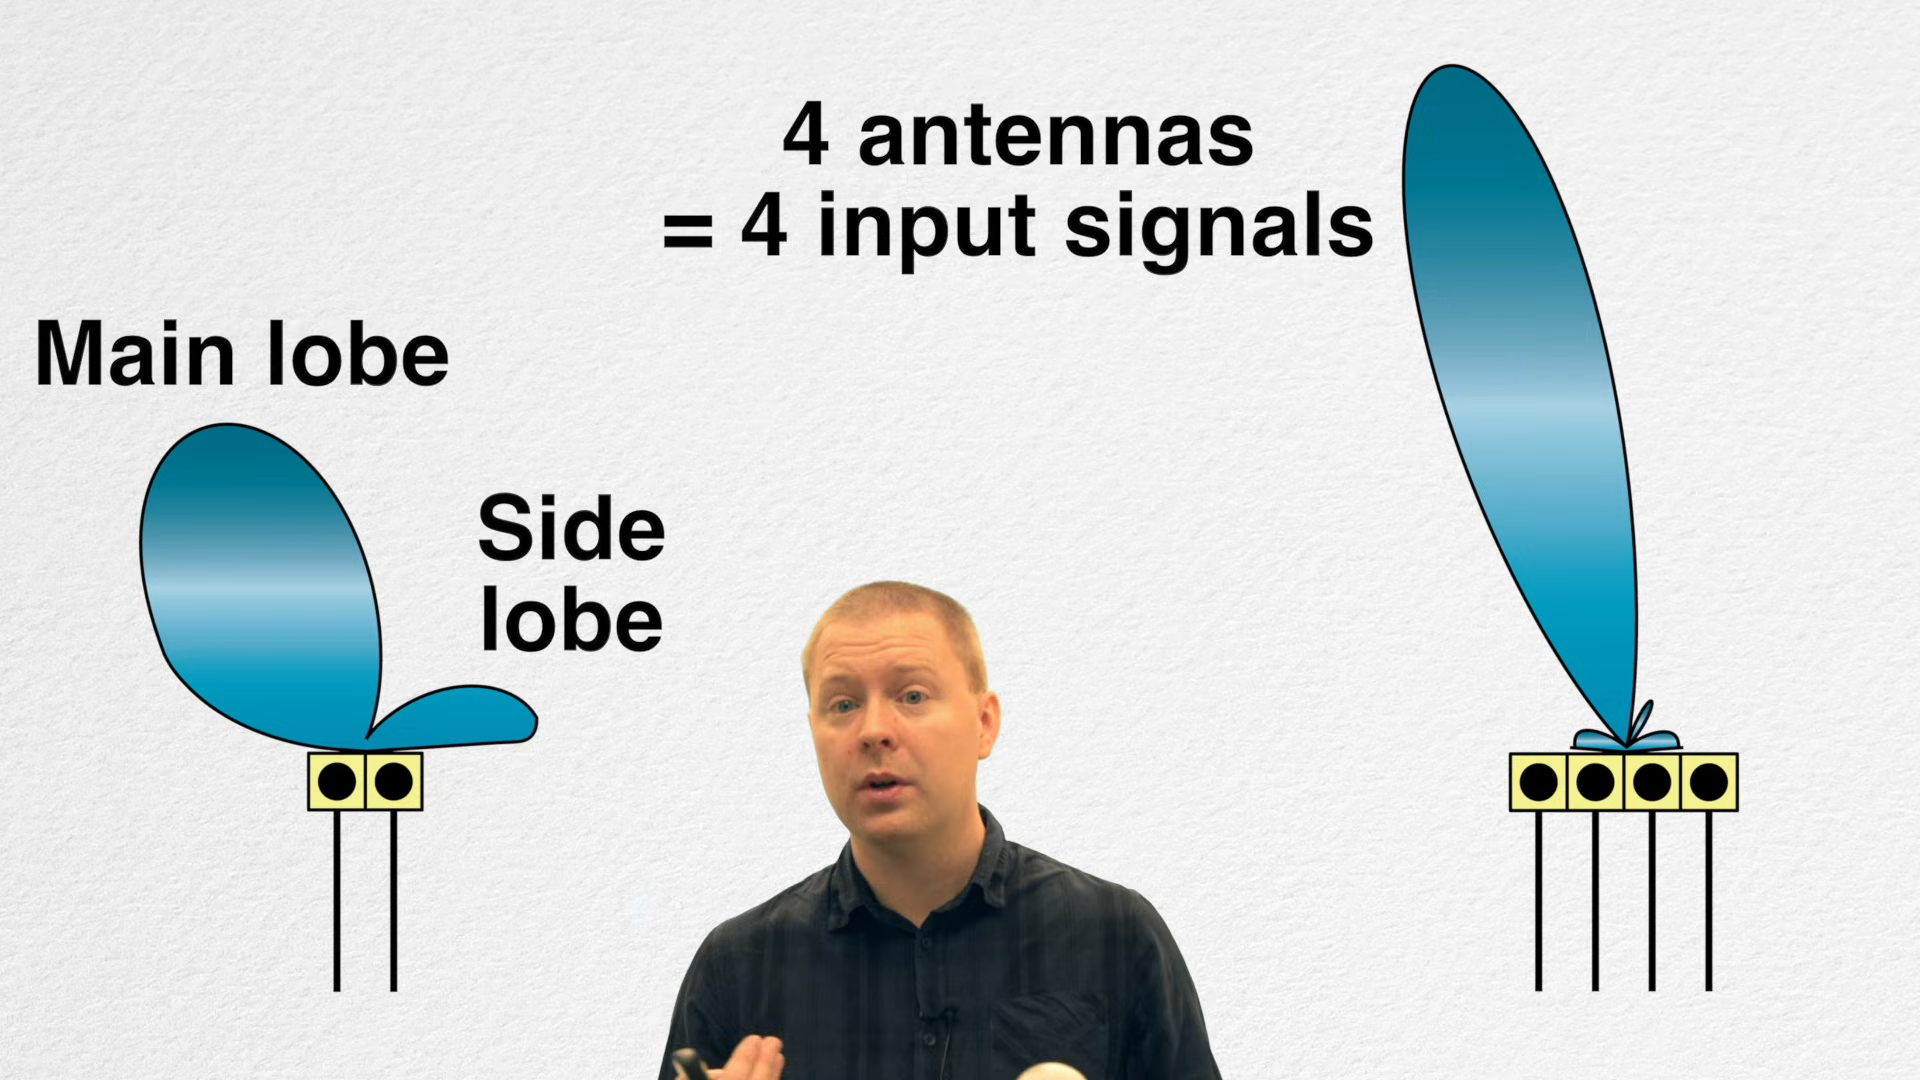 4 antennas
= 4 input signals
Main lobe
Side
lobe